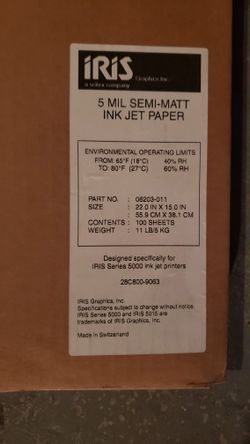 IRIS
Graphics Inc.
a scitex company
5 MIL SEMI-MATT
INK JET PAPER
ENVIRONMENTAL OPERATING LIMITS
FROM: 65°F (18°C) 40% RH
TO: 80°F (27°C) 60% RH
PART NO. : 06203-011
SIZE : 22.0 IN X 15.0 IN
: 55.9 CM X 38.1 CM
CONTENTS : 100 SHEETS
WEIGHT : 11 LB/5 KG
Designed specifically for
IRIS Series 5000 ink jet printers
28C800-9063
IRIS Graphics, Inc.
Specifications subject to change without notice.
IRIS Series 5000 and IRIS 5015 are
trademarks of IRIS Graphics, Inc.
Made in Switzerland